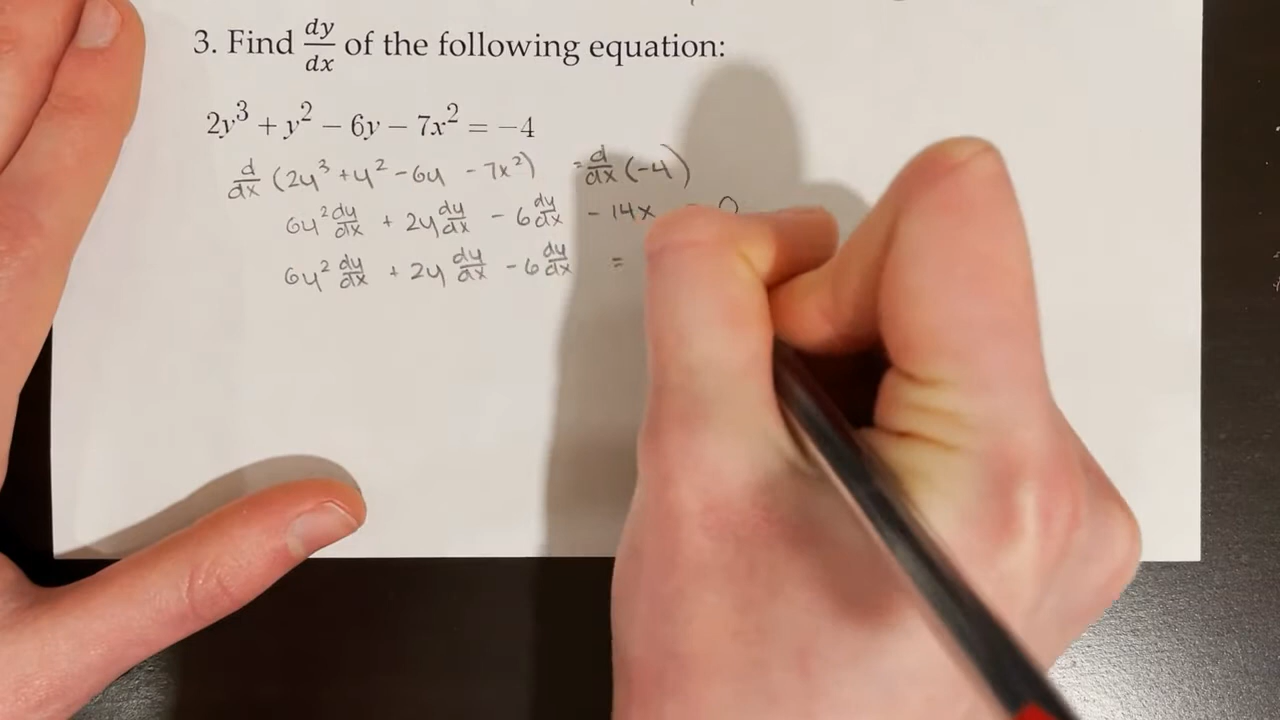 3. Find dy/dx of the following equation:
2y³ + y² − 6y − 7x² = −4
d/dx (2y³ + y² − 6y − 7x²) = d/dx (−4)
6y² dy/dx + 2y dy/dx − 6 dy/dx − 14x = 0
6y² dy/dx + 2y dy/dx − 6 dy/dx =